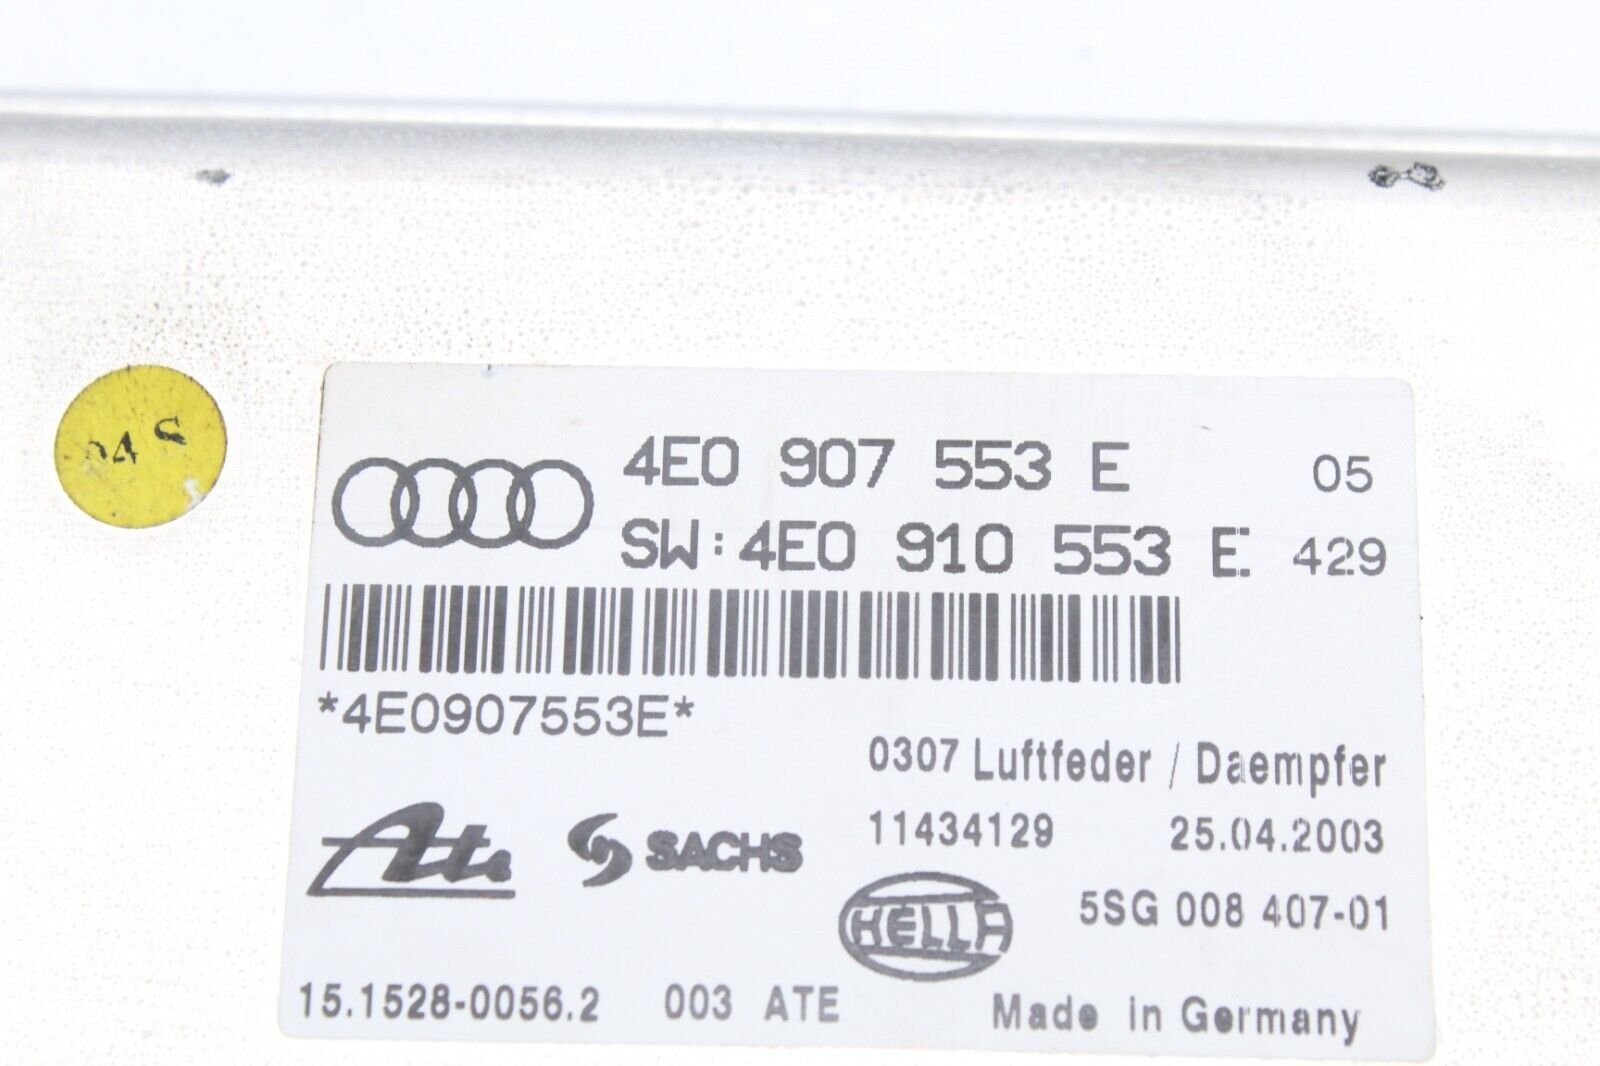 4E0 907 553 E 05
SW:4E0 910 553 E 429
*4E0907553E*
0307 Luftfeder / Daempfer
11434129 25.04.2003
Ate SACHS
HELLA 5SG 008 407-01
15.1528-0056.2 003 ATE Made in Germany